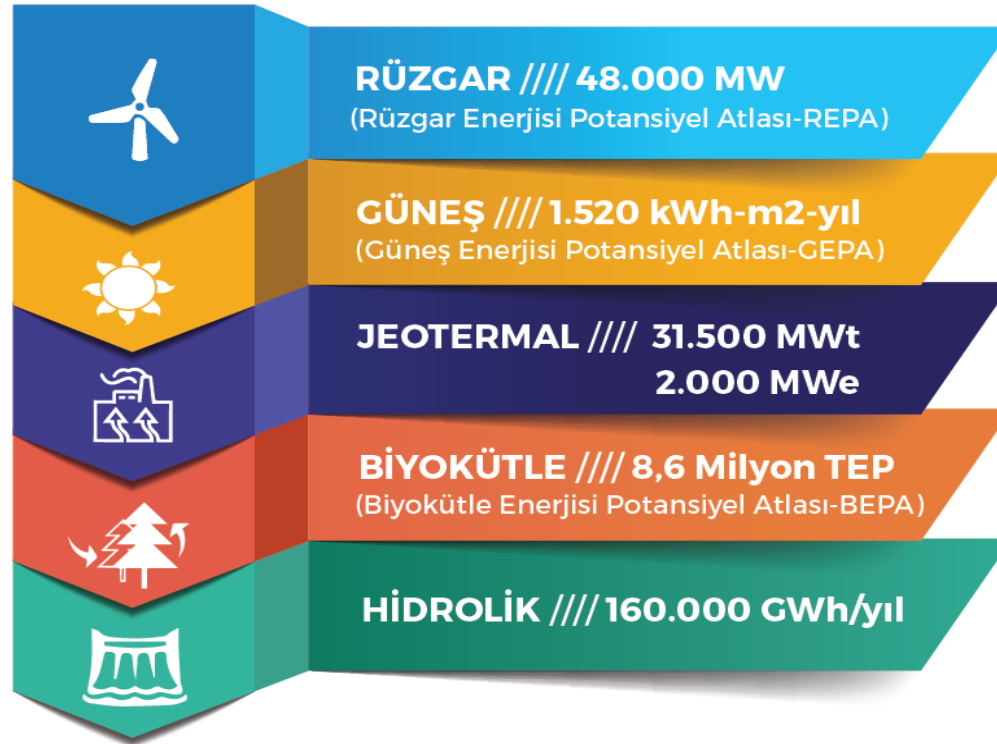 RÜZGAR //// 48.000 MW
(Rüzgar Enerjisi Potansiyel Atlası-REPA)
GÜNEŞ //// 1.520 kWh-m2-yıl
(Güneş Enerjisi Potansiyel Atlası-GEPA)
JEOTERMAL //// 31.500 MWt
2.000 MWe
BİYOKÜTLE //// 8,6 Milyon TEP
(Biyokütle Enerjisi Potansiyel Atlası-BEPA)
HİDROLİK //// 160.000 GWh/yıl